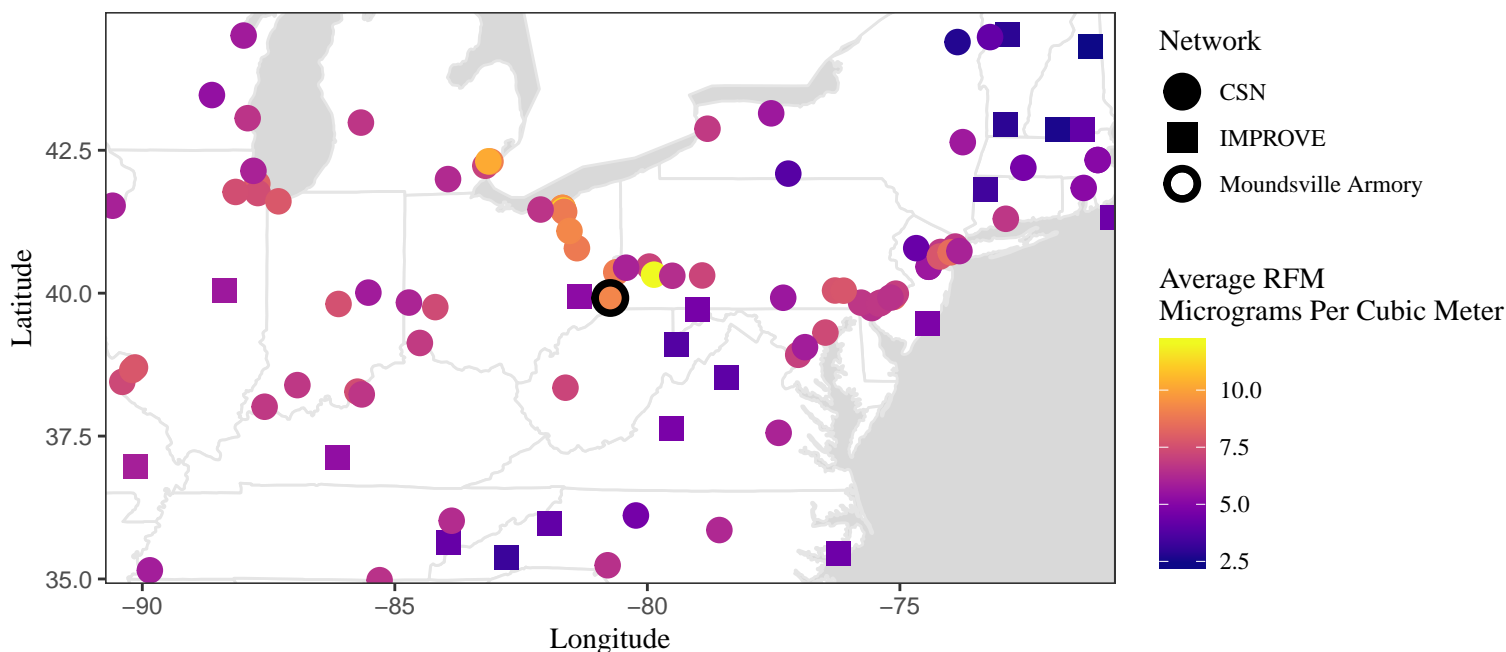 42.5
40.0
37.5
35.0
Latitude
−90
−85
−80
−75
Longitude
Network
CSN
IMPROVE
Moundsville Armory
Average RFM
Micrograms Per Cubic Meter
10.0
7.5
5.0
2.5